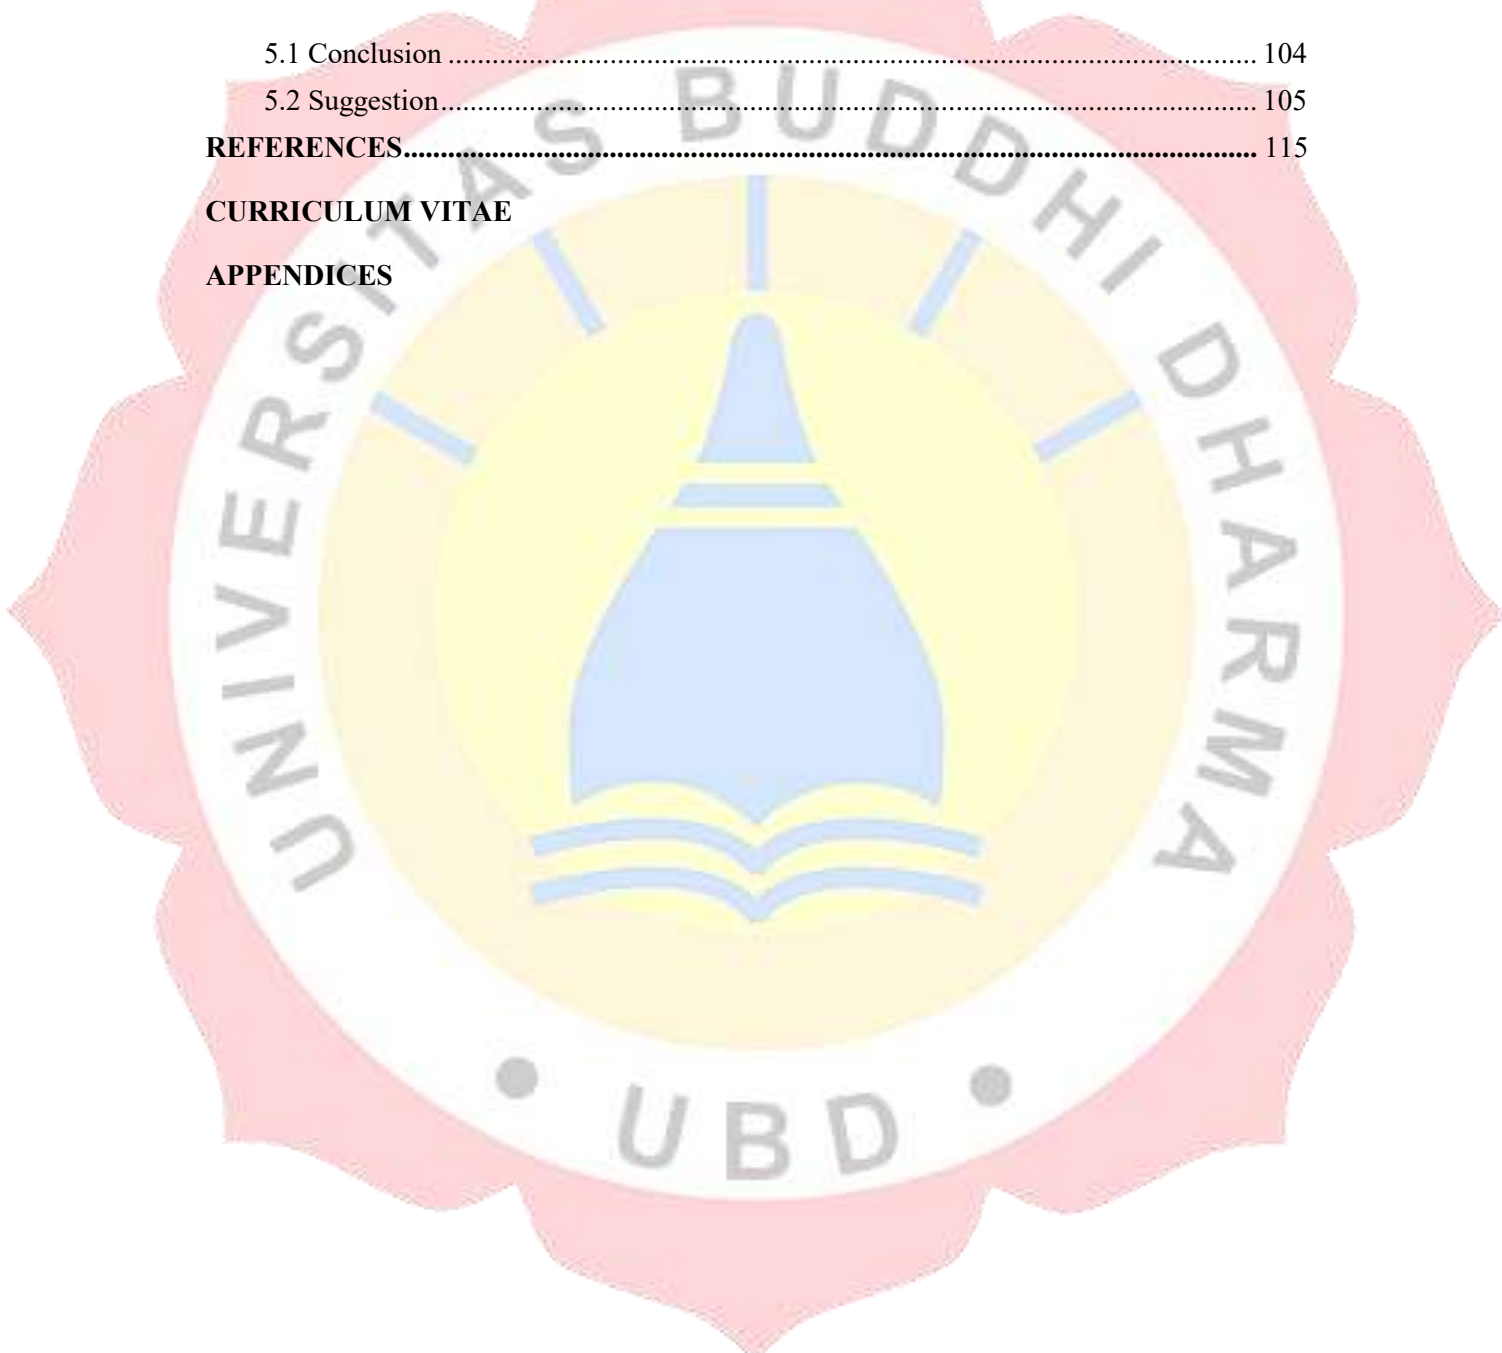 5.1 Conclusion ........................................................................................................ 104
5.2 Suggestion......................................................................................................... 105
REFERENCES............................................................................................................. 115
CURRICULUM VITAE
APPENDICES
UNIVERSITAS BUDDHI DHARMA
• UBD •